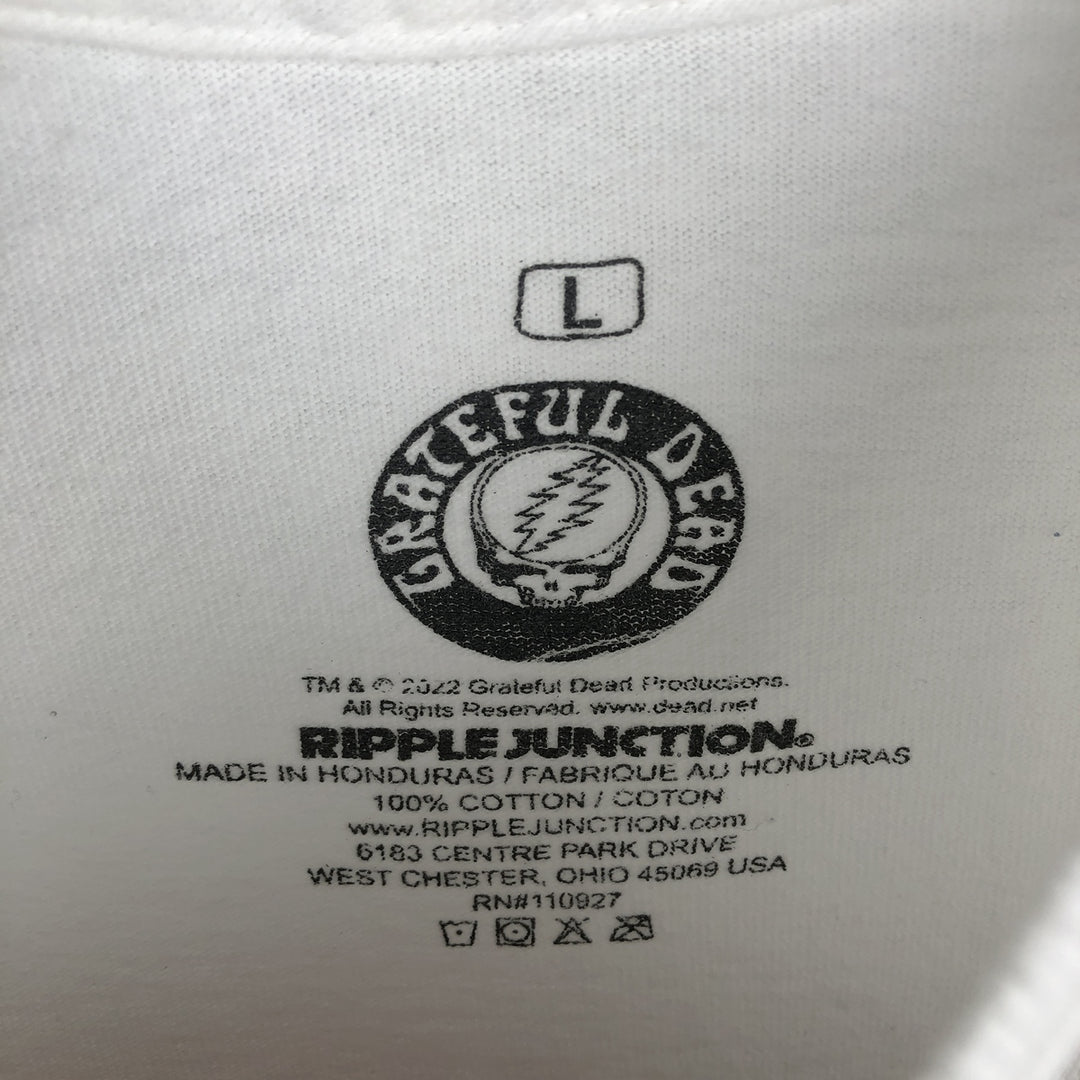 L
GRATEFUL DEAD
TM & © 2022 Grateful Dead Productions.
All Rights Reserved. www.dead.net
RIPPLE JUNCTION®
MADE IN HONDURAS / FABRIQUE AU HONDURAS
100% COTTON / COTON
www.RIPPLEJUNCTION.com
6183 CENTRE PARK DRIVE
WEST CHESTER, OHIO 45069 USA
RN#110927